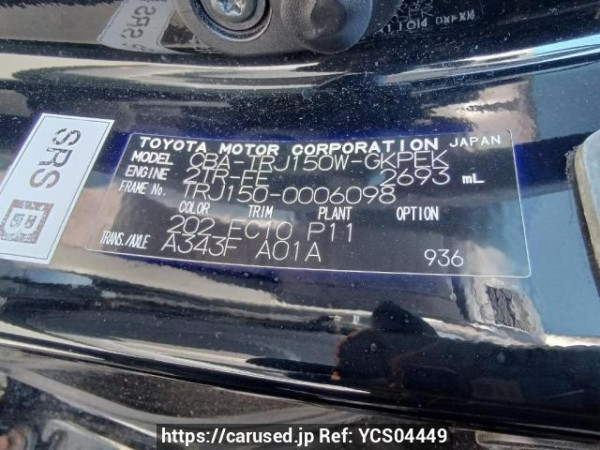 TOYOTA MOTOR CORPORATION JAPAN
MODEL CBA-TRJ150W-GKPEK
ENGINE 2TR-FE 2693 mL
FRAME No. TRJ150-0006098
COLOR TRIM PLANT OPTION
202 FC10 P11
TRANS./AXLE A343F A01A 936
SRS
https://carused.jp Ref: YCS04449